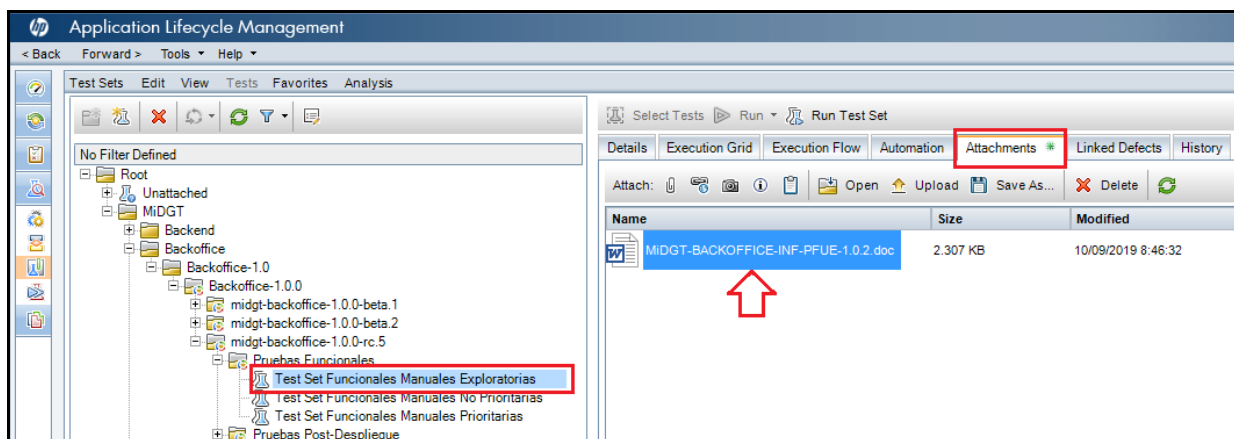 hp Application Lifecycle Management
< Back Forward > Tools Help
Test Sets Edit View Tests Favorites Analysis
No Filter Defined
Root
Unattached
MiDGT
Backend
Backoffice
Backoffice-1.0
Backoffice-1.0.0
midgt-backoffice-1.0.0-beta.1
midgt-backoffice-1.0.0-beta.2
midgt-backoffice-1.0.0-rc.5
Pruebas Funcionales
Test Set Funcionales Manuales Exploratorias
Test Set Funcionales Manuales No Prioritarias
Test Set Funcionales Manuales Prioritarias
Pruebas Post-Despliegue
Select Tests Run Run Test Set
Details Execution Grid Execution Flow Automation Attachments * Linked Defects History
Attach: Open Upload Save As... Delete
Name Size Modified
MiDGT-BACKOFFICE-INF-PFUE-1.0.2.doc 2.307 KB 10/09/2019 8:46:32